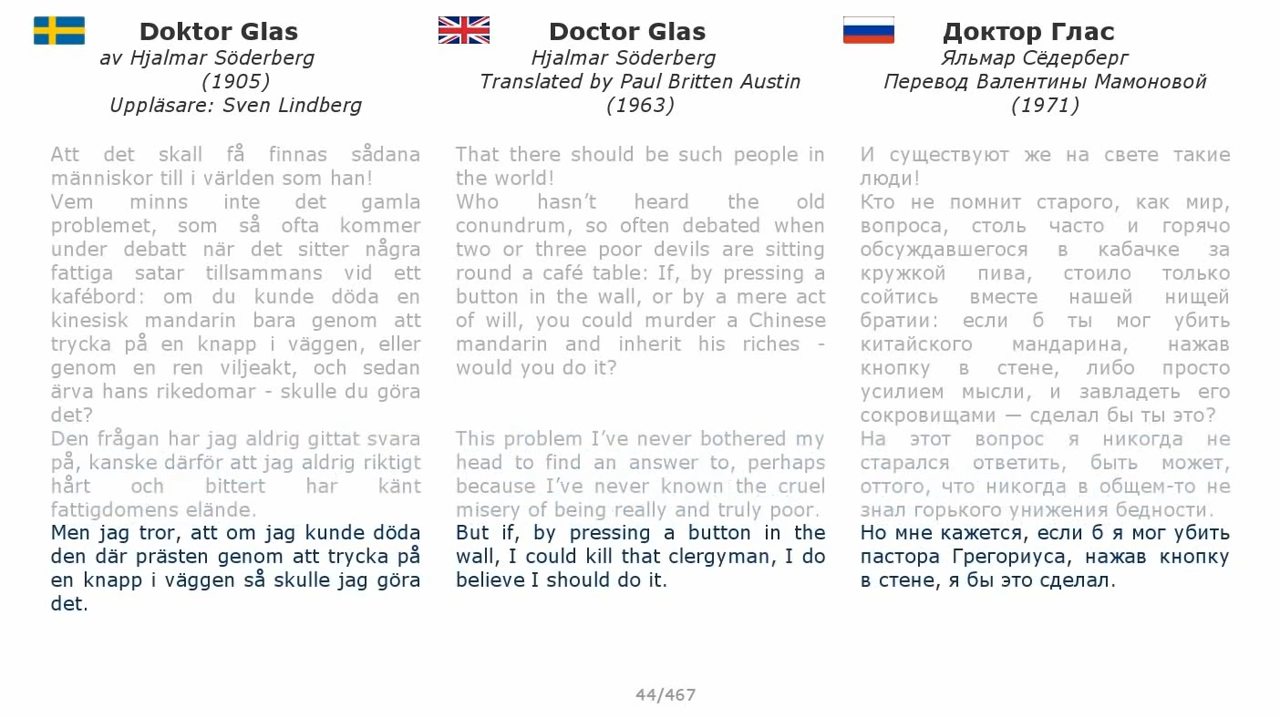 Doktor Glas
av Hjalmar Söderberg
(1905)
Uppläsare: Sven Lindberg
Att det skall få finnas sådana
människor till i världen som han!
Vem minns inte det gamla
problemet, som så ofta kommer
under debatt när det sitter några
fattiga satar tillsammans vid ett
kafébord: om du kunde döda en
kinesisk mandarin bara genom att
trycka på en knapp i väggen, eller
genom en ren viljeakt, och sedan
ärva hans rikedomar - skulle du göra
det?
Den frågan har jag aldrig gittat svara
på, kanske därför att jag aldrig riktigt
hårt och bittert har känt
fattigdomens elände.
Men jag tror, att om jag kunde döda
den där prästen genom att trycka på
en knapp i väggen så skulle jag göra
det.
Doctor Glas
Hjalmar Söderberg
Translated by Paul Britten Austin
(1963)
That there should be such people in
the world!
Who hasn’t heard the old
conundrum, so often debated when
two or three poor devils are sitting
round a café table: If, by pressing a
button in the wall, or by a mere act
of will, you could murder a Chinese
mandarin and inherit his riches -
would you do it?
This problem I’ve never bothered my
head to find an answer to, perhaps
because I’ve never known the cruel
misery of being really and truly poor.
But if, by pressing a button in the
wall, I could kill that clergyman, I do
believe I should do it.
Доктор Глас
Яльмар Сёдерберг
Перевод Валентины Мамоновой
(1971)
И существуют же на свете такие
люди!
Кто не помнит старого, как мир,
вопроса, столь часто и горячо
обсуждавшегося в кабачке за
кружкой пива, стоило только
сойтись вместе нашей нищей
братии: если б ты мог убить
китайского мандарина, нажав
кнопку в стене, либо просто
усилием мысли, и завладеть его
сокровищами — сделал бы ты это?
На этот вопрос я никогда не
старался ответить, быть может,
оттого, что никогда в общем-то не
знал горького унижения бедности.
Но мне кажется, если б я мог убить
пастора Грегориуса, нажав кнопку
в стене, я бы это сделал.
44/467